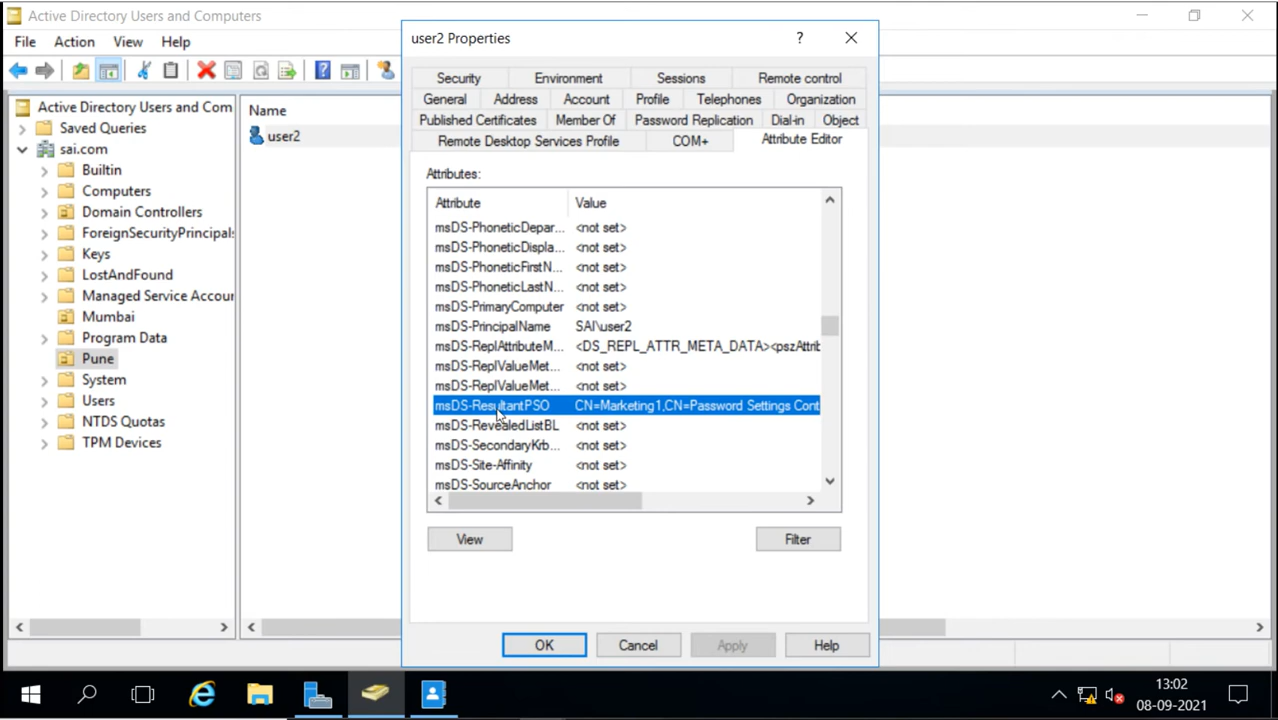 Active Directory Users and Computers
File Action View Help
Active Directory Users and Com
Saved Queries
sai.com
Builtin
Computers
Domain Controllers
ForeignSecurityPrincipals
Keys
LostAndFound
Managed Service Accou
Mumbai
Program Data
Pune
System
Users
NTDS Quotas
TPM Devices
Name
user2
user2 Properties
Security Environment Sessions Remote control
General Address Account Profile Telephones Organization
Published Certificates Member Of Password Replication Dial-in Object
Remote Desktop Services Profile COM+ Attribute Editor
Attributes:
Attribute Value
msDS-PhoneticDepar... <not set>
msDS-PhoneticDispla... <not set>
msDS-PhoneticFirstN... <not set>
msDS-PhoneticLastN... <not set>
msDS-PrimaryComputer <not set>
msDS-PrincipalName SAI\user2
msDS-ReplAttributeM... <DS_REPL_ATTR_META_DATA><pszAttrib
msDS-ReplValueMet... <not set>
msDS-ReplValueMet... <not set>
msDS-ResultantPSO CN=Marketing1,CN=Password Settings Cont
msDS-RevealedListBL <not set>
msDS-SecondaryKrb... <not set>
msDS-Site-Affinity <not set>
msDS-SourceAnchor <not set>
View Filter
OK Cancel Apply Help
13:02
08-09-2021